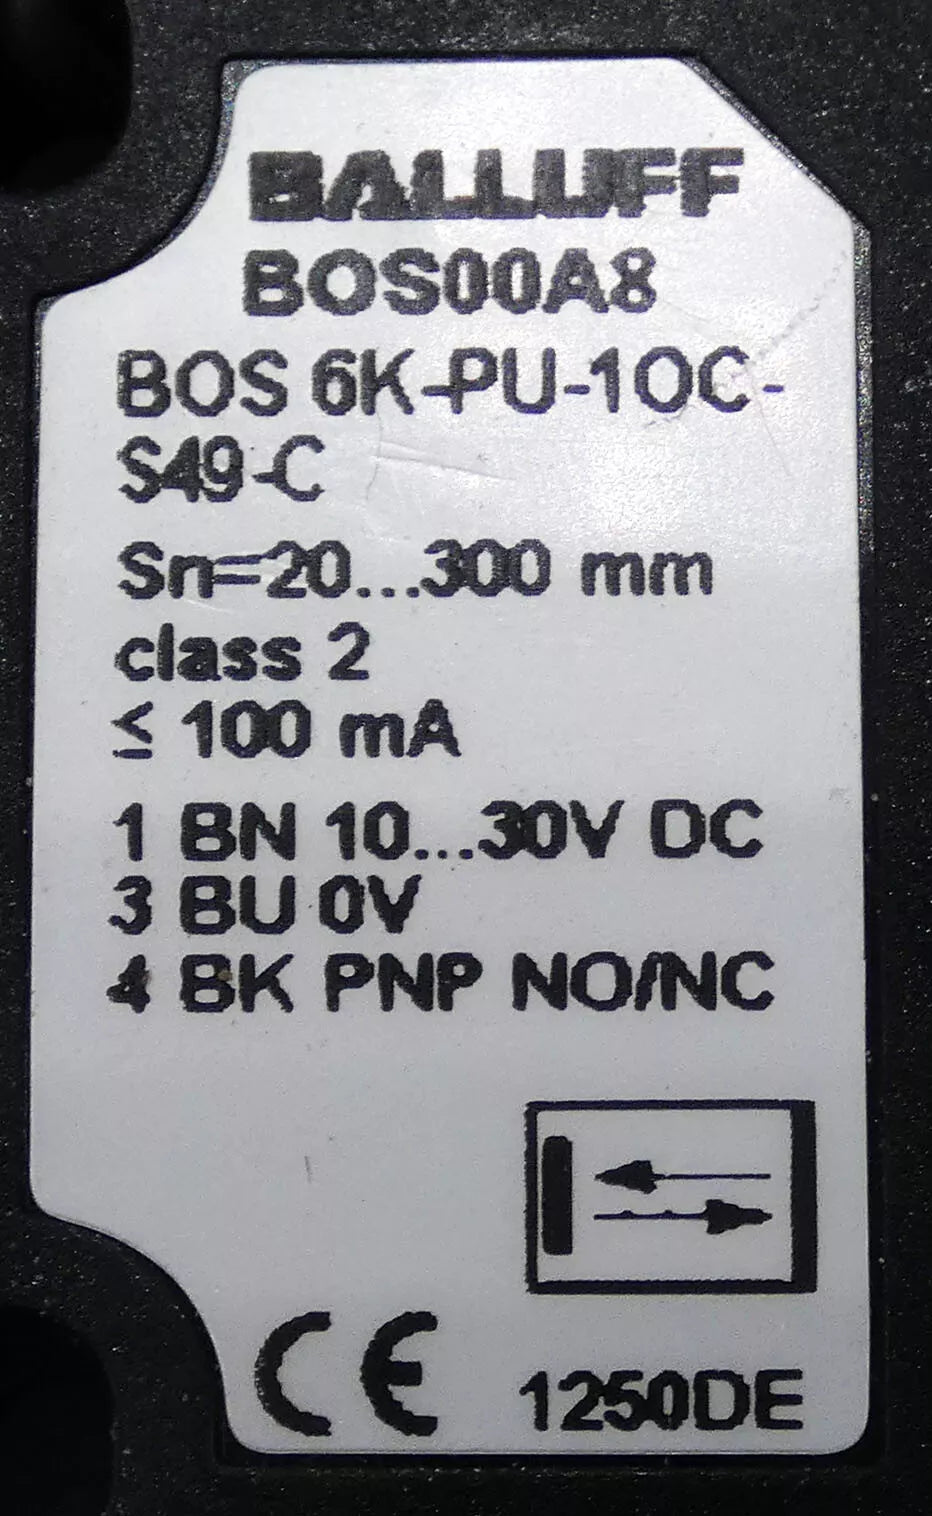 BALLUFF
BOS00A8
BOS 6K-PU-1OC-
S49-C
Sn=20...300 mm
class 2
≤ 100 mA
1 BN 10...30V DC
3 BU 0V
4 BK PNP NO/NC
CE 1250DE